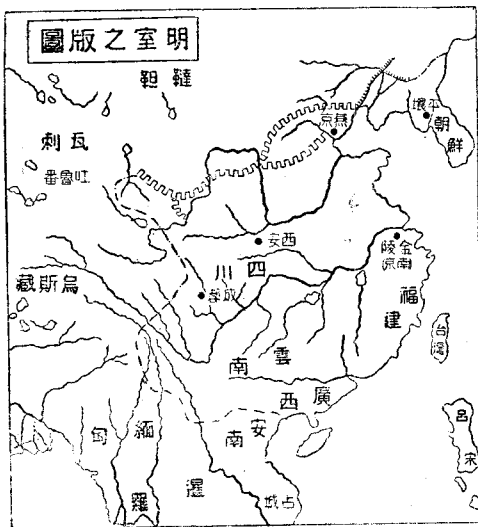 明室之版圖
韃靼
瓦剌
吐魯番
燕京
平壤
朝鮮
西安
金陵
南京
四川
成都
烏斯藏
福建
台灣
雲南
廣西
安南
緬甸
暹羅
占城
呂宋